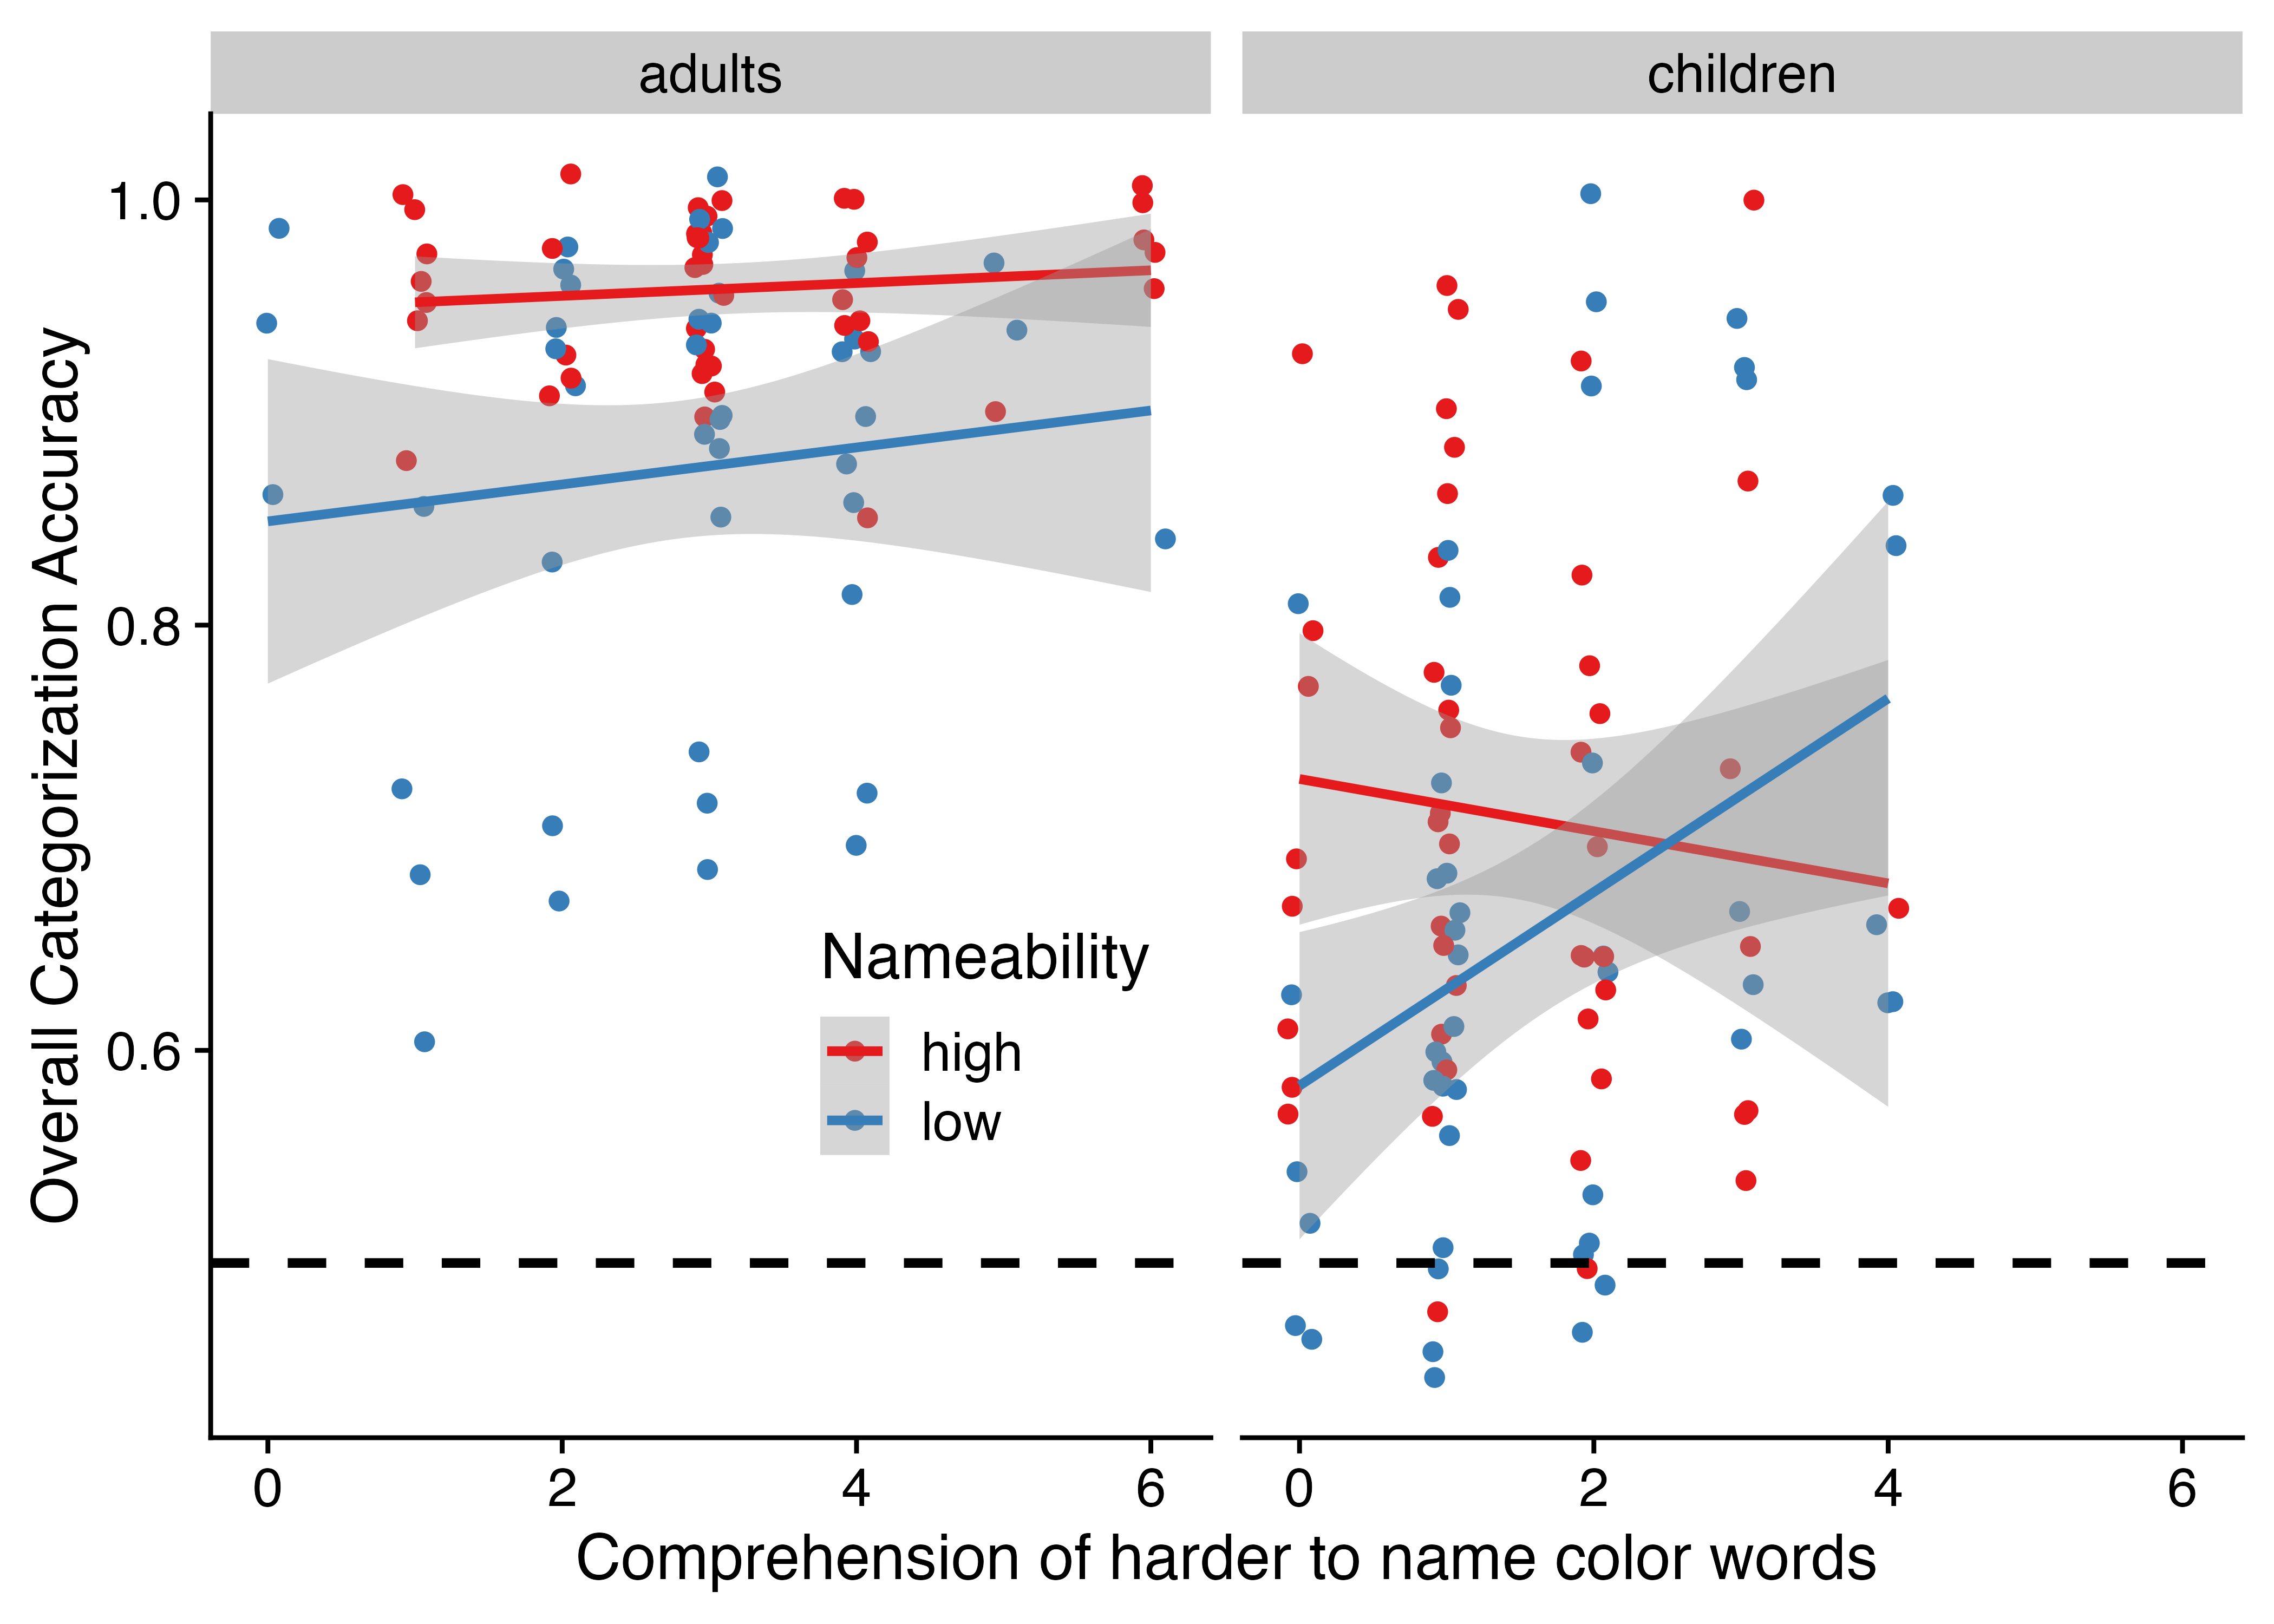 adults
children
Overall Categorization Accuracy
1.0
0.8
0.6
Nameability
high
low
0 2 4 6
0 2 4 6
Comprehension of harder to name color words